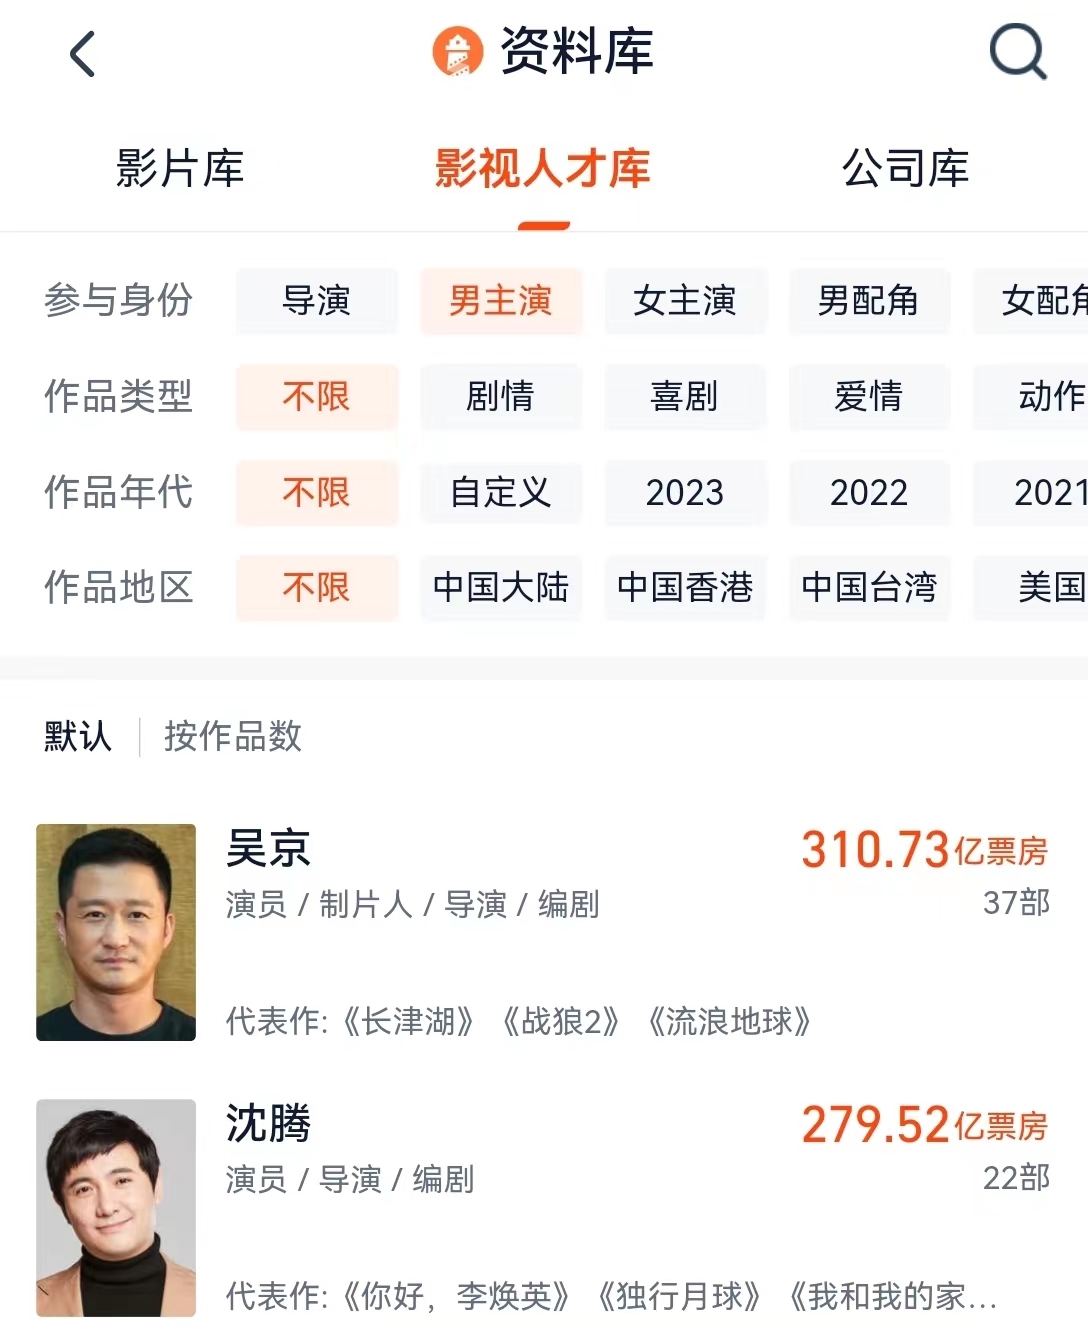 资料库
影片库 影视人才库 公司库
参与身份 导演 男主演 女主演 男配角 女配角
作品类型 不限 剧情 喜剧 爱情 动作
作品年代 不限 自定义 2023 2022 2021
作品地区 不限 中国大陆 中国香港 中国台湾 美国
默认 按作品数
吴京 310.73亿票房
演员 / 制片人 / 导演 / 编剧 37部
代表作:《长津湖》《战狼2》《流浪地球》
沈腾 279.52亿票房
演员 / 导演 / 编剧 22部
代表作:《你好，李焕英》《独行月球》《我和我的家...